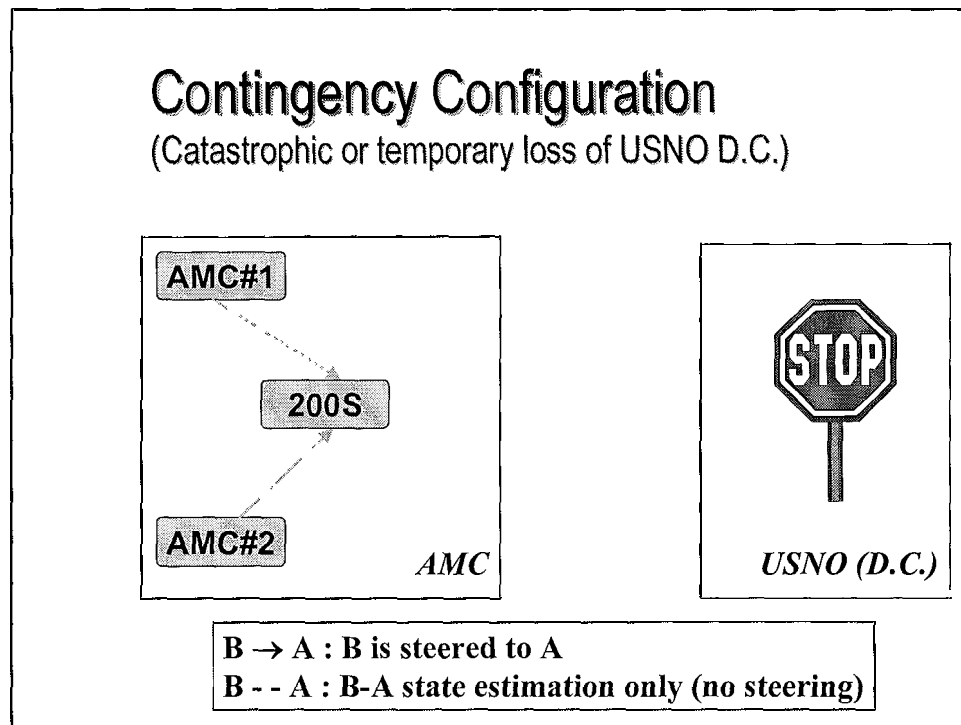 Contingency Configuration
(Catastrophic or temporary loss of USNO D.C.)
AMC#1
200S
AMC#2
AMC
STOP
USNO (D.C.)
B → A : B is steered to A
B - - A : B-A state estimation only (no steering)